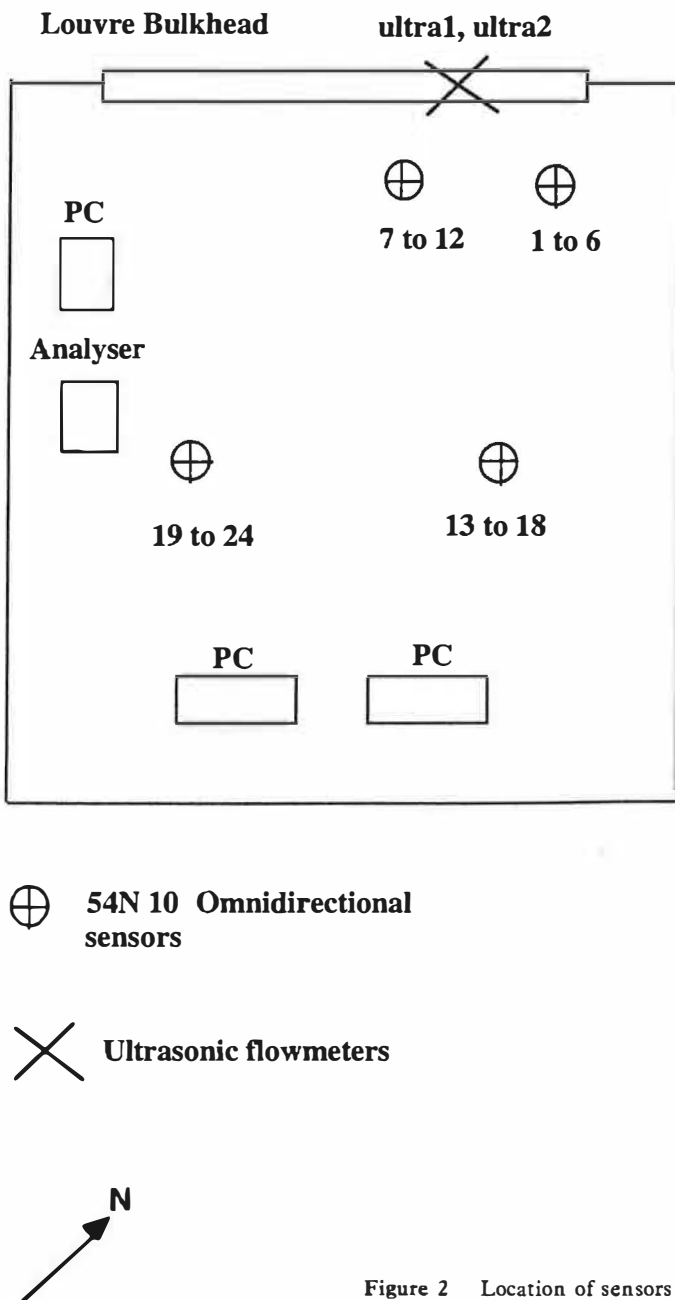 Louvre Bulkhead
ultra1, ultra2
PC
7 to 12
1 to 6
Analyser
19 to 24
13 to 18
PC
PC
54N 10 Omnidirectional
sensors
Ultrasonic flowmeters
N
Figure 2 Location of sensors